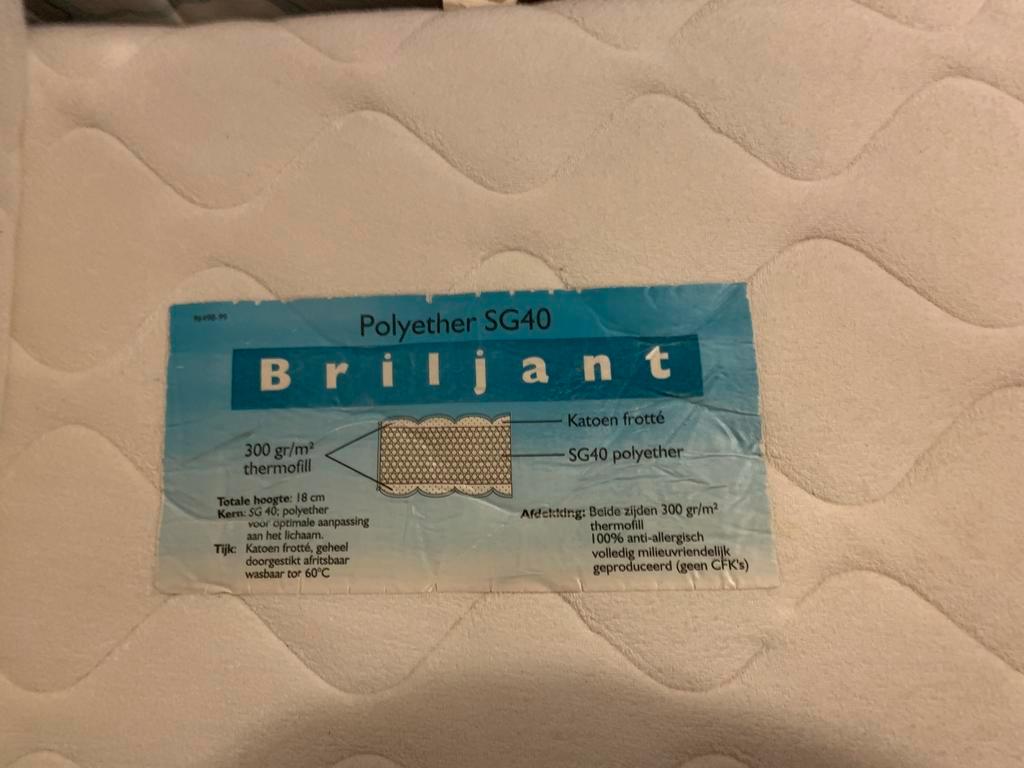 Polyether SG40
Briljant
Katoen frotté
300 gr/m²
thermofill
SG40 polyether
Totale hoogte: 18 cm
Kern: SG 40; polyether
voor optimale aanpassing
aan het lichaam.
Tijk: Katoen frotté, geheel
doorgestikt afritsbaar
wasbaar tor 60°C
Afdekking: Beide zijden 300 gr/m²
thermofill
100% anti-allergisch
volledig milieuvriendelijk
geproduceerd (geen CFK's)